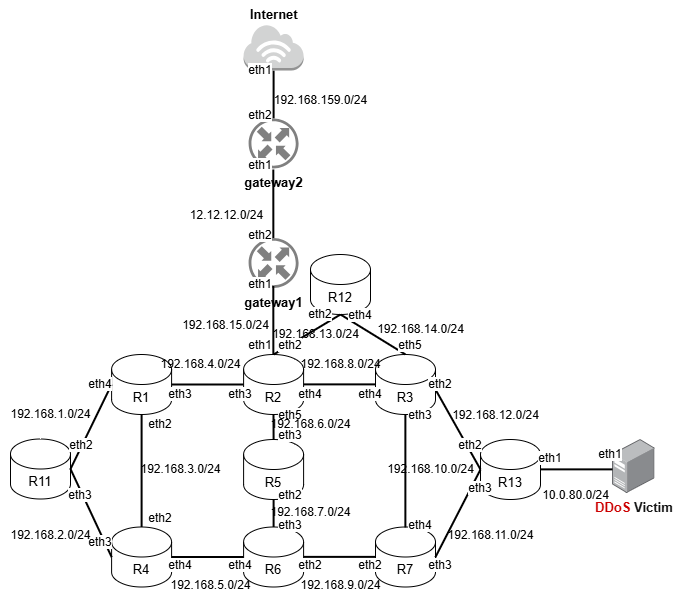 Internet
eth1
192.168.159.0/24
eth2
eth1
gateway2
12.12.12.0/24
eth2
eth1
R12
gateway1
eth2
eth4
192.168.15.0/24
192.168.13.0/24
192.168.14.0/24
eth1
eth2
eth5
192.168.4.0/24
192.168.8.0/24
eth4
R1
eth3
eth3
R2
eth4
eth4
R3
eth2
192.168.1.0/24
eth2
eth5
eth3
192.168.12.0/24
192.168.6.0/24
eth3
eth2
eth2
eth1
eth1
R11
192.168.3.0/24
R5
192.168.10.0/24
R13
eth3
eth2
eth3
10.0.80.0/24
DDoS Victim
192.168.7.0/24
eth2
eth3
eth4
192.168.2.0/24
eth3
192.168.11.0/24
R4
eth4
eth4
R6
eth2
eth2
R7
eth3
192.168.5.0/24
192.168.9.0/24